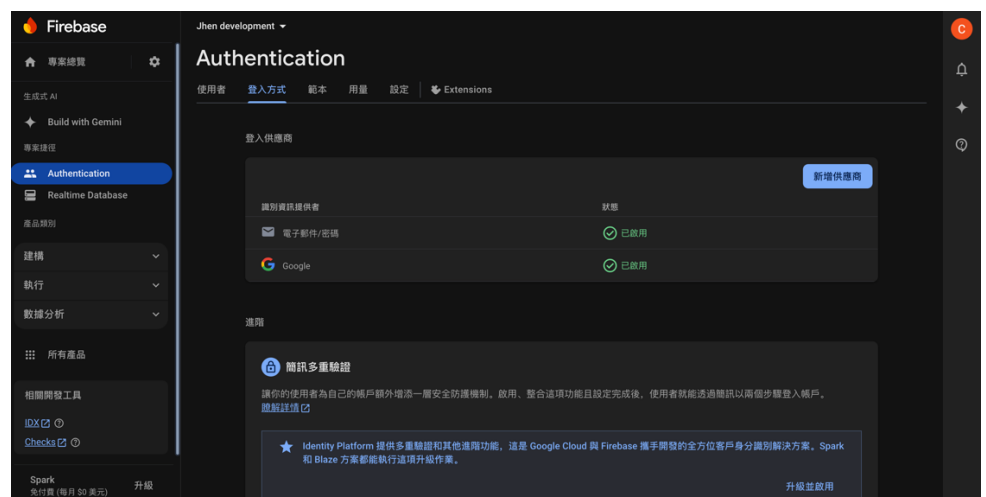 Firebase
專案總覽
生成式 AI
Build with Gemini
專案捷徑
Authentication
Realtime Database
產品類別
建構
執行
數據分析
所有產品
相關開發工具
IDX
Checks
Spark
免付費 (每月 $0 美元)
升級
Jhen development
Authentication
使用者 登入方式 範本 用量 設定 Extensions
登入供應商
新增供應商
識別資訊提供者 狀態
電子郵件/密碼 已啟用
Google 已啟用
進階
簡訊多重驗證
讓你的使用者為自己的帳戶額外增添一層安全防護機制。啟用、整合這項功能且設定完成後，使用者就能透過簡訊以兩個步驟登入帳戶。
瞭解詳情
Identity Platform 提供多重驗證和其他進階功能，這是 Google Cloud 與 Firebase 攜手開發的全方位客戶身分識別解決方案。Spark
和 Blaze 方案都能執行這項升級作業。
升級並啟用
C